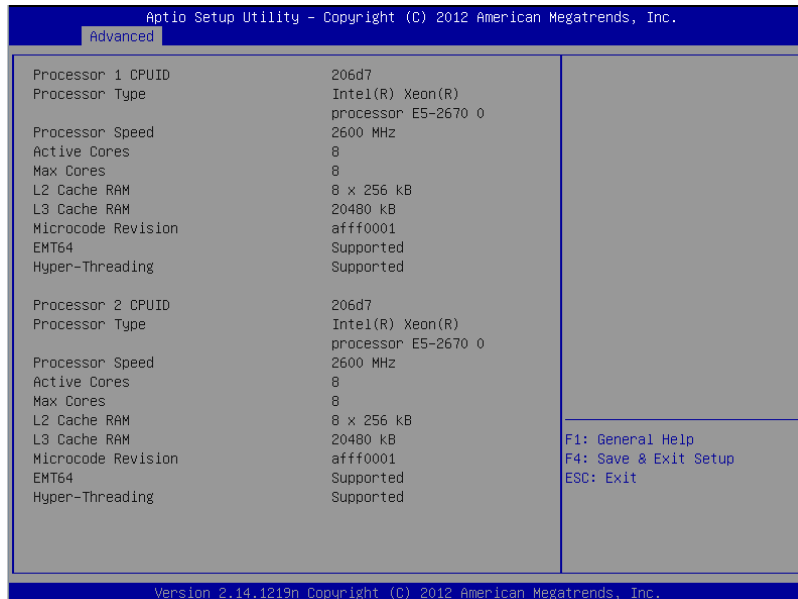 Aptio Setup Utility – Copyright (C) 2012 American Megatrends, Inc.
Advanced
Processor 1 CPUID 206d7
Processor Type Intel(R) Xeon(R)
processor E5-2670 0
Processor Speed 2600 MHz
Active Cores 8
Max Cores 8
L2 Cache RAM 8 x 256 kB
L3 Cache RAM 20480 kB
Microcode Revision afff0001
EMT64 Supported
Hyper-Threading Supported
Processor 2 CPUID 206d7
Processor Type Intel(R) Xeon(R)
processor E5-2670 0
Processor Speed 2600 MHz
Active Cores 8
Max Cores 8
L2 Cache RAM 8 x 256 kB
L3 Cache RAM 20480 kB
Microcode Revision afff0001
EMT64 Supported
Hyper-Threading Supported
F1: General Help
F4: Save & Exit Setup
ESC: Exit
Version 2.14.1219n Copyright (C) 2012 American Megatrends, Inc.